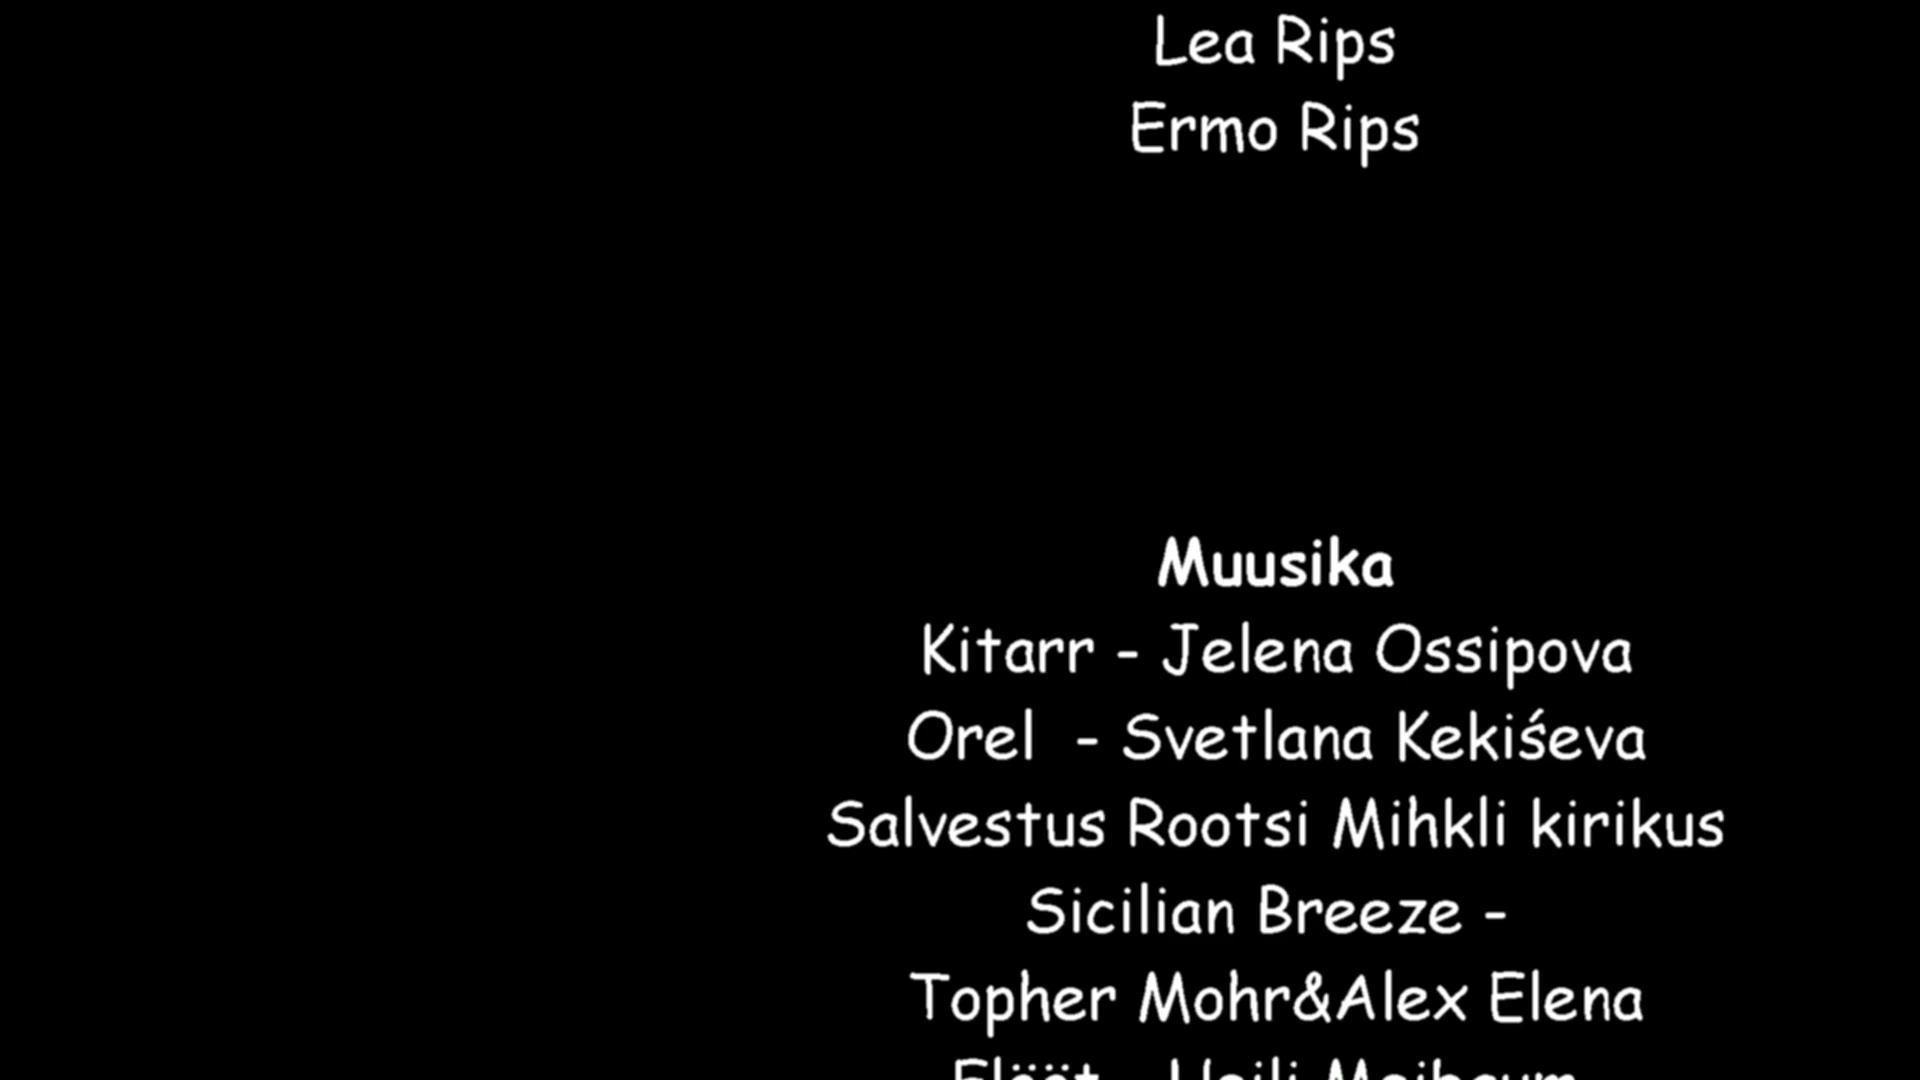 Lea Rips
Ermo Rips
Muusika
Kitarr - Jelena Ossipova
Orel - Svetlana Kekiśeva
Salvestus Rootsi Mihkli kirikus
Sicilian Breeze -
Topher Mohr&Alex Elena
Flööt -